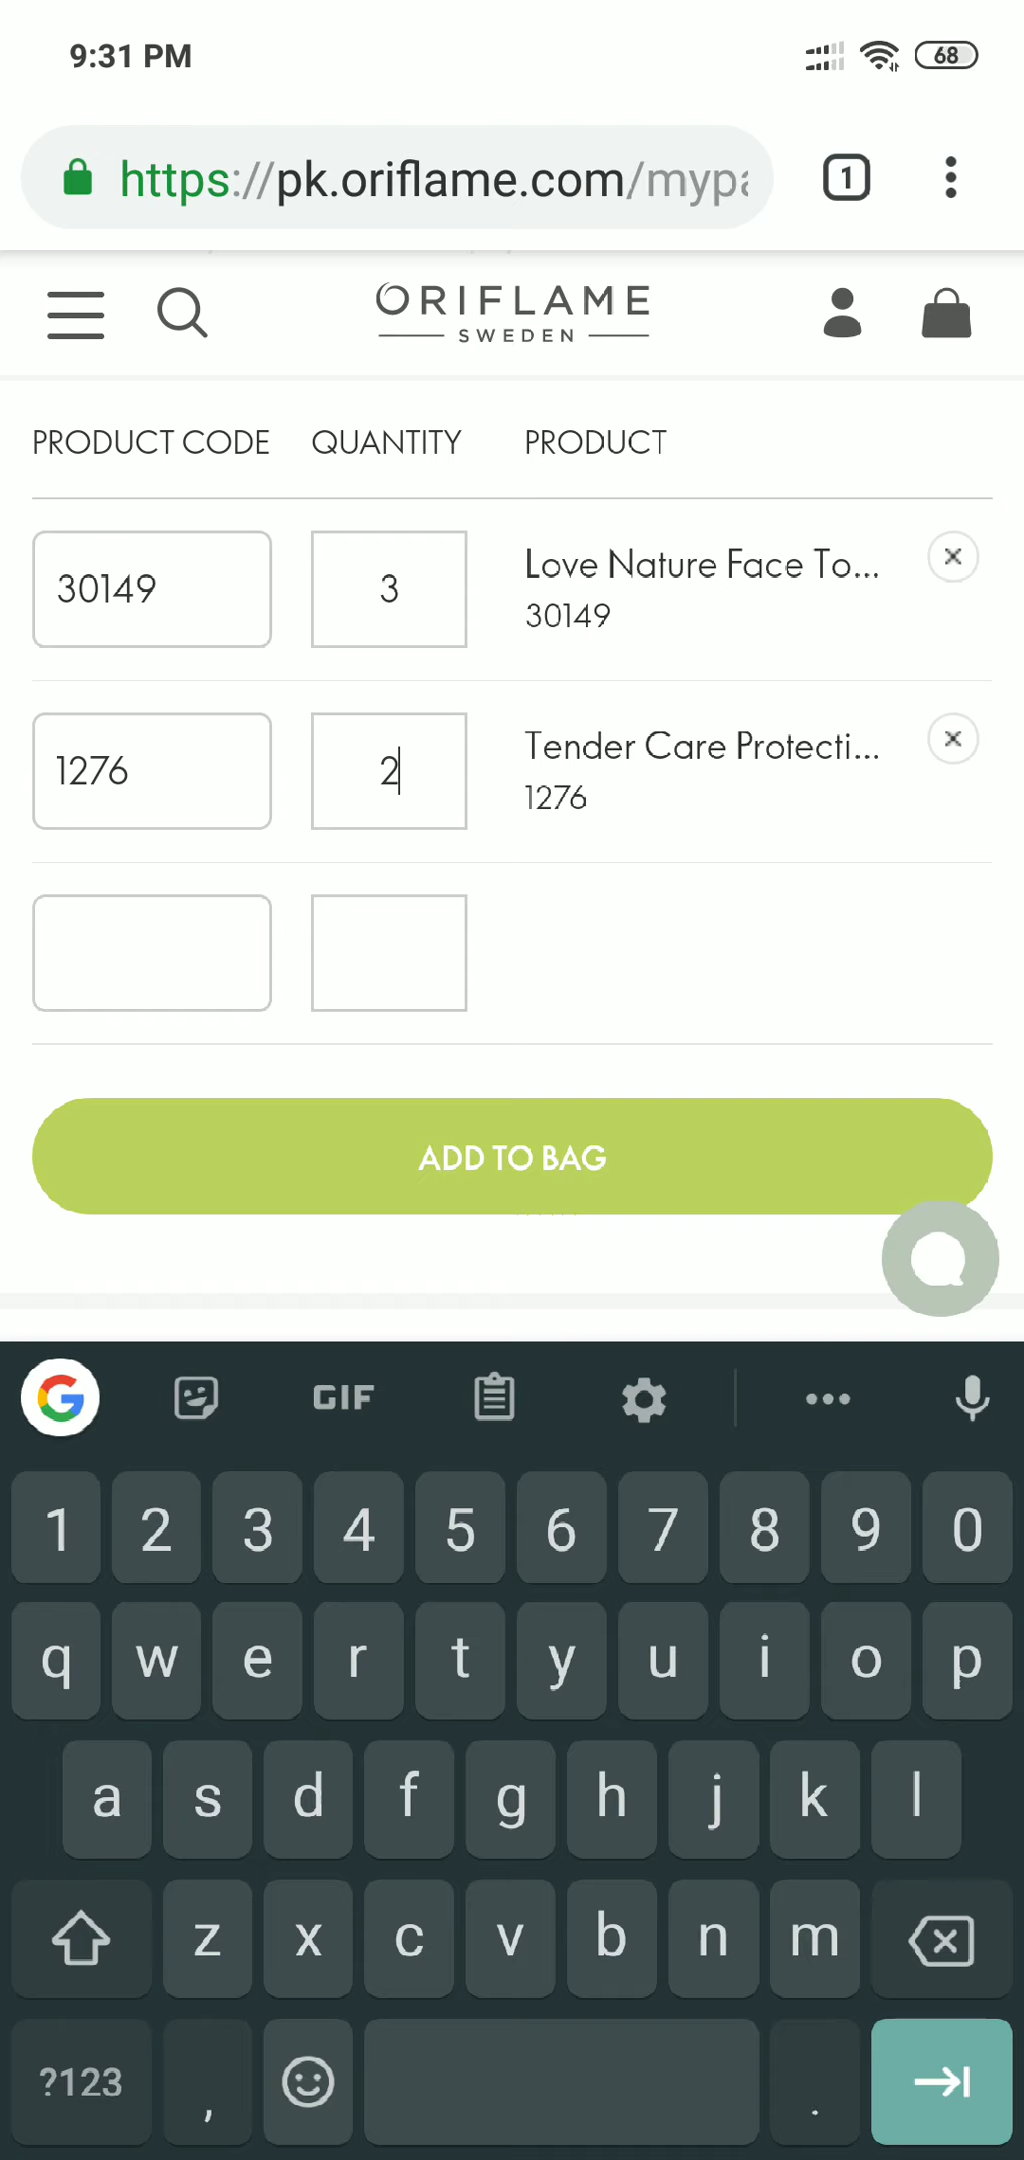 9:31 PM
68
https://pk.oriflame.com/mypa
1
ORIFLAME
SWEDEN
PRODUCT CODE QUANTITY PRODUCT
30149 3 Love Nature Face To...
30149
1276 2 Tender Care Protecti...
1276
ADD TO BAG
G GIF
1 2 3 4 5 6 7 8 9 0
q w e r t y u i o p
a s d f g h j k l
z x c v b n m
?123 , .